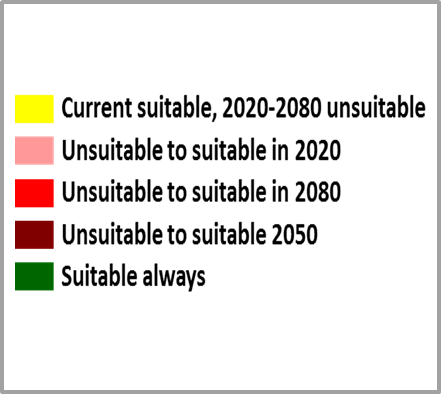 Current suitable, 2020-2080 unsuitable
Unsuitable to suitable in 2020
Unsuitable to suitable in 2080
Unsuitable to suitable 2050
Suitable always